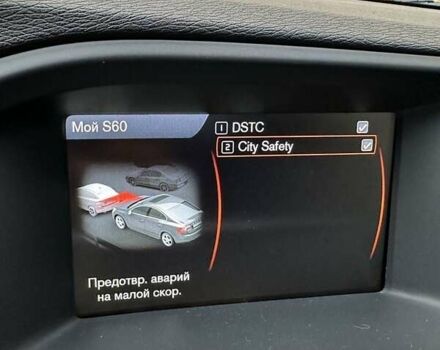 Мой S60
1 DSTC
2 City Safety
Предотвр. аварий
на малой скор.